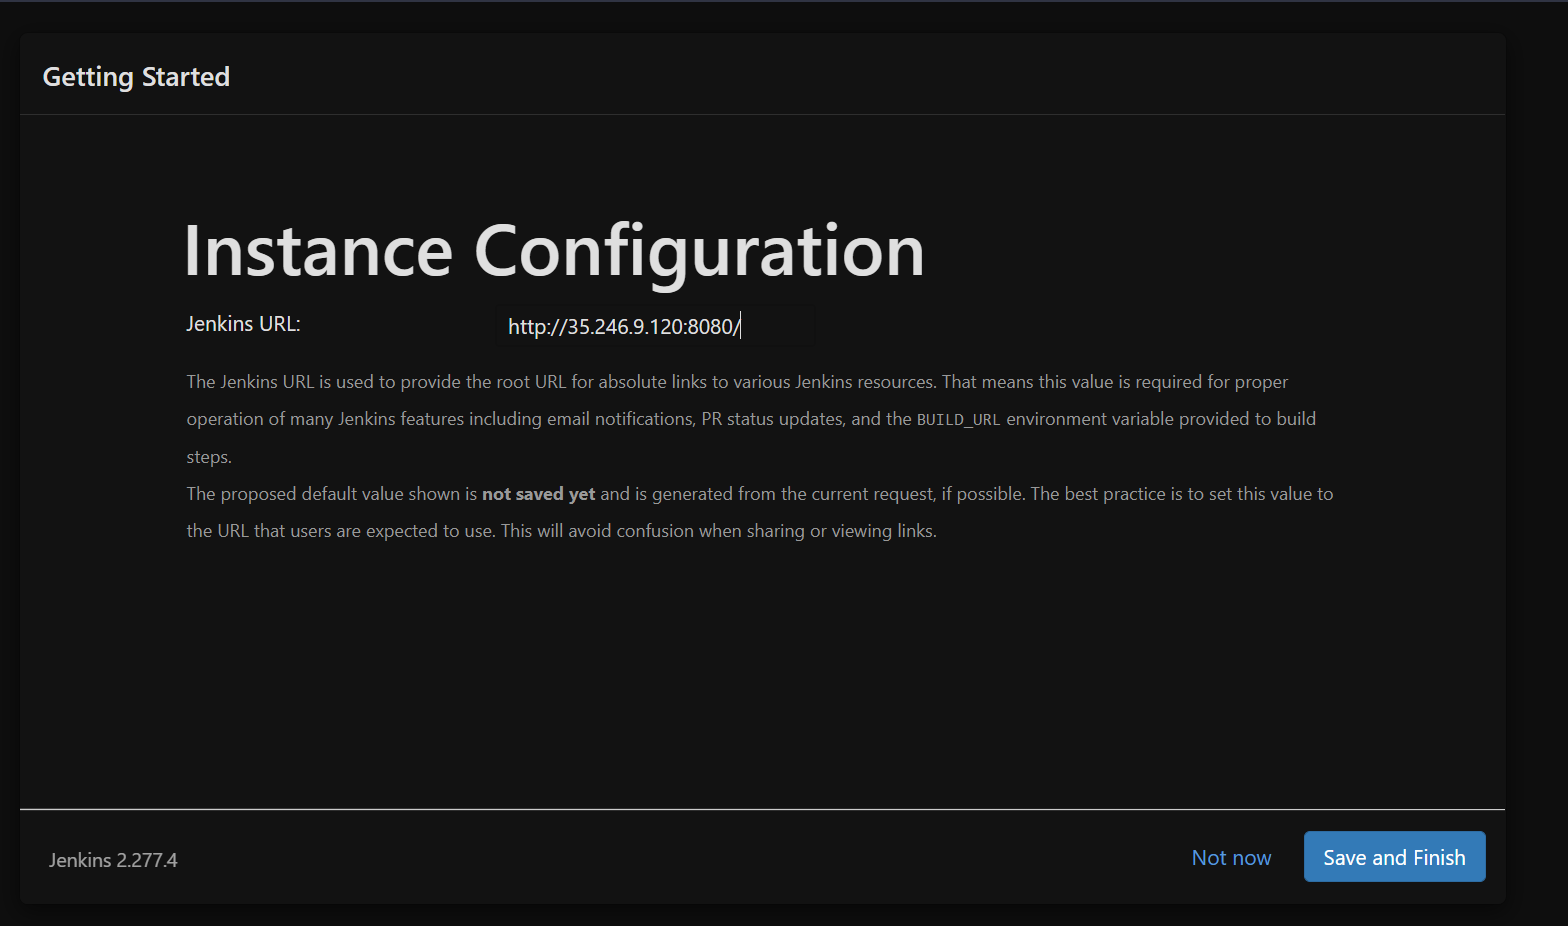 Getting Started
Instance Configuration
Jenkins URL: http://35.246.9.120:8080/
The Jenkins URL is used to provide the root URL for absolute links to various Jenkins resources. That means this value is required for proper
operation of many Jenkins features including email notifications, PR status updates, and the BUILD_URL environment variable provided to build
steps.
The proposed default value shown is not saved yet and is generated from the current request, if possible. The best practice is to set this value to
the URL that users are expected to use. This will avoid confusion when sharing or viewing links.
Jenkins 2.277.4 Not now Save and Finish